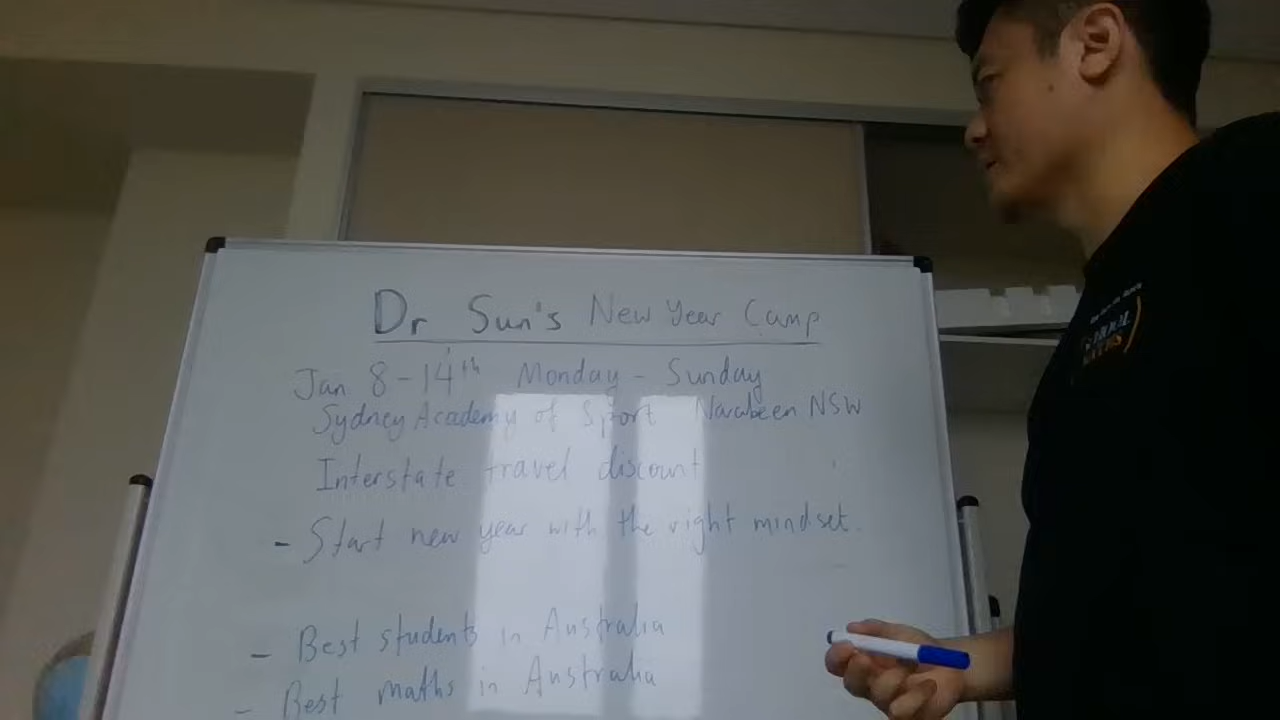 Dr Sun's New Year Camp
Jan 8-14th Monday - Sunday
Sydney Academy of Sport Narabeen NSW
Interstate travel discount
- Start new year with the right mindset.
- Best students in Australia
- Best maths in Australia